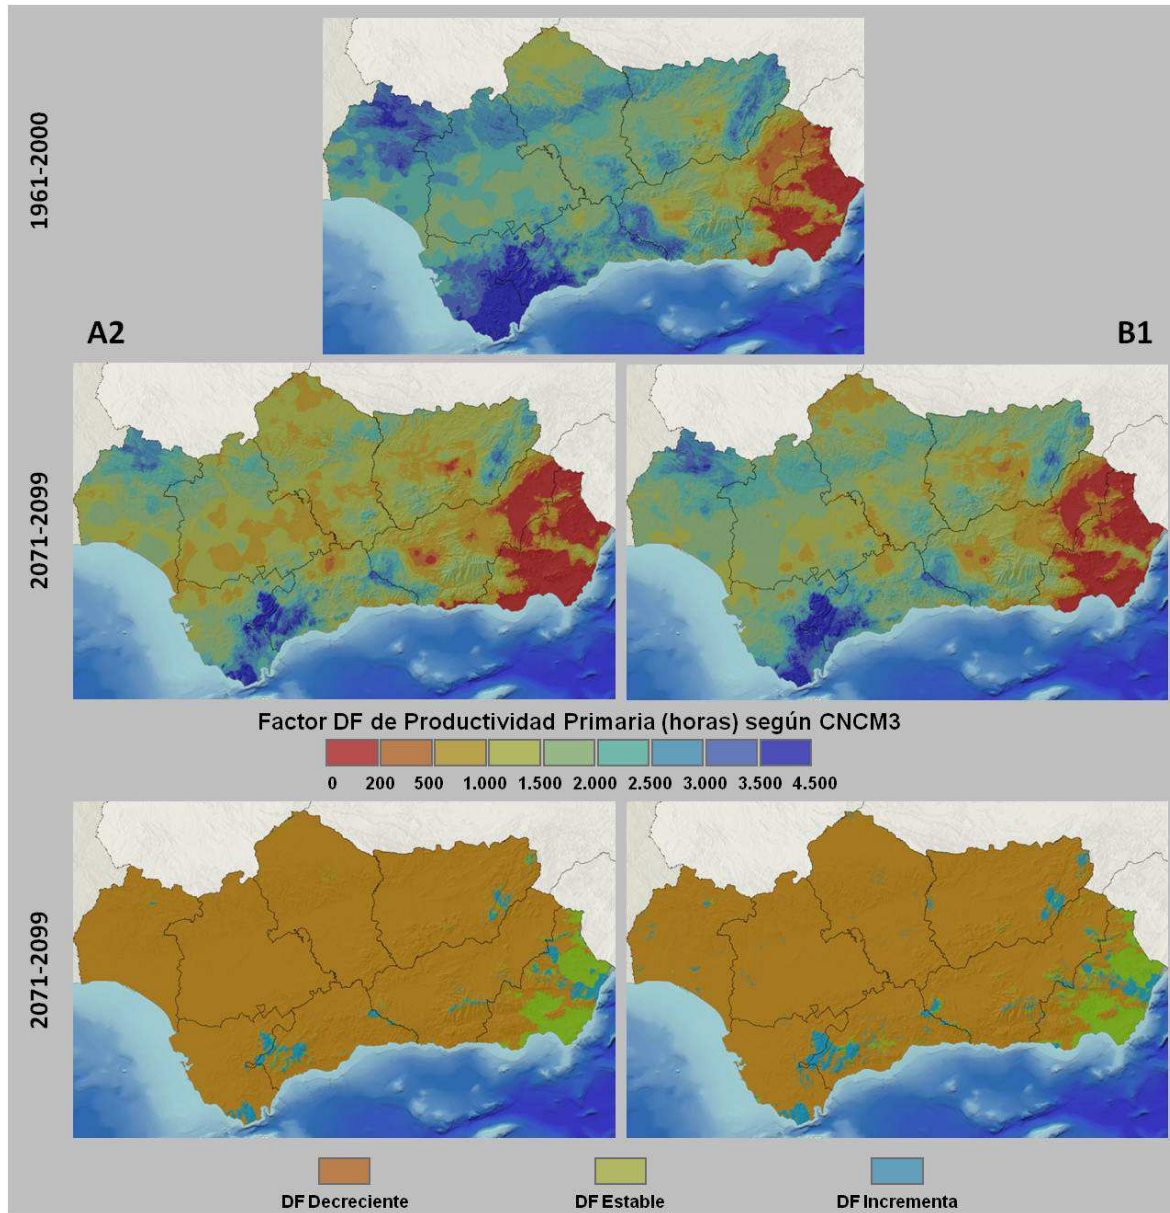 1961-2000
A2
B1
2071-2099
Factor DF de Productividad Primaria (horas) según CNCM3
0 200 500 1.000 1.500 2.000 2.500 3.000 3.500 4.500
2071-2099
DF Decreciente DF Estable DF Incrementa